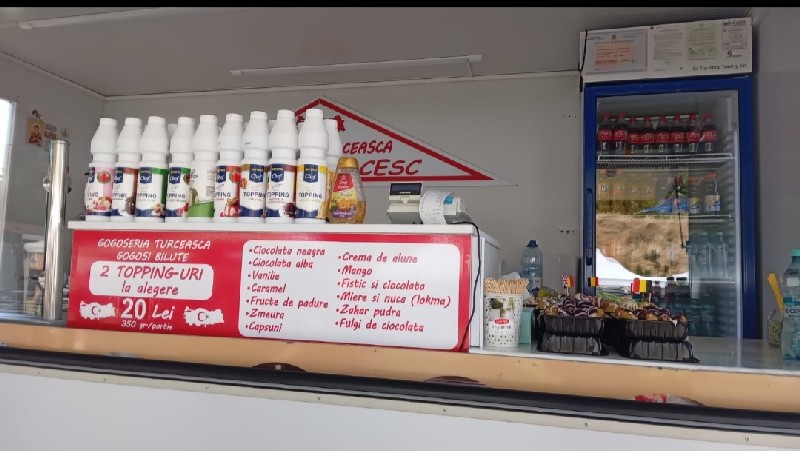 CEASCA
CESC
Chef
TOPPING
TOPPING
TOPPING
TOPPING
TOPPING
GOGOSERIA TURCEASCA
GOGOSI BILUTE
2 TOPPING-URI
la alegere
20 Lei
350 gr/portie
•Ciocolata neagra
•Ciocolata alba
•Vanilie
•Caramel
•Fructe de padure
•Zmeura
•Capsuni
•Crema de alune
•Mango
•Fistic si ciocolata
•Miere si nuca (lokma)
•Zahar pudra
•Fulgi de ciocolata